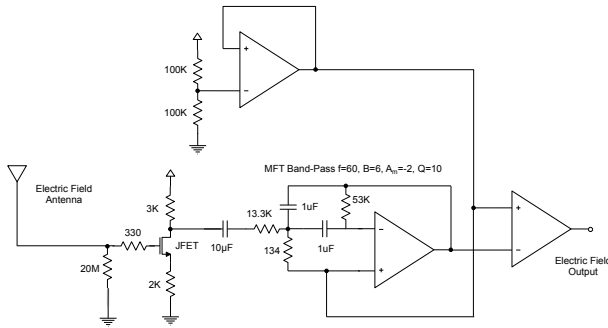 +
100K
−
100K
MFT Band-Pass f=60, B=6, Am=-2, Q=10
Electric Field
Antenna
3K
1uF
53K
13.3K
330
JFET
10µF
1uF
−
+
134
+
−
20M
2K
Electric Field
Output